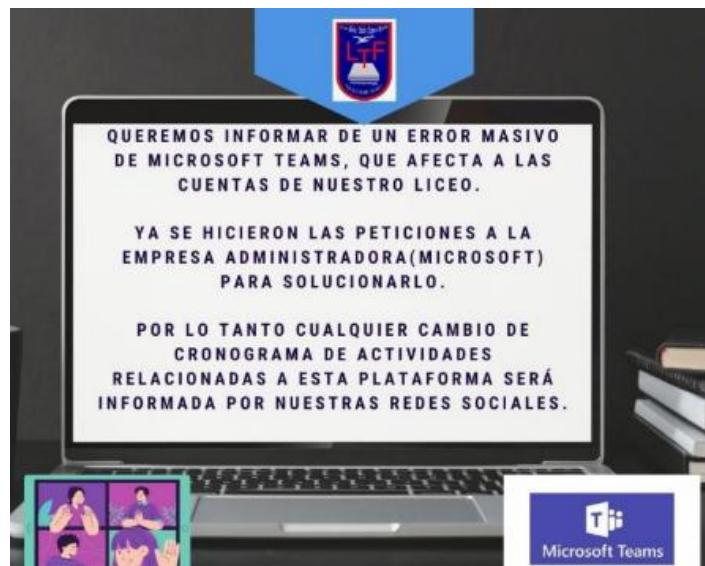 LTF
QUEREMOS INFORMAR DE UN ERROR MASIVO
DE MICROSOFT TEAMS, QUE AFECTA A LAS
CUENTAS DE NUESTRO LICEO.
YA SE HICIERON LAS PETICIONES A LA
EMPRESA ADMINISTRADORA(MICROSOFT)
PARA SOLUCIONARLO.
POR LO TANTO CUALQUIER CAMBIO DE
CRONOGRAMA DE ACTIVIDADES
RELACIONADAS A ESTA PLATAFORMA SERÁ
INFORMADA POR NUESTRAS REDES SOCIALES.
T
Microsoft Teams